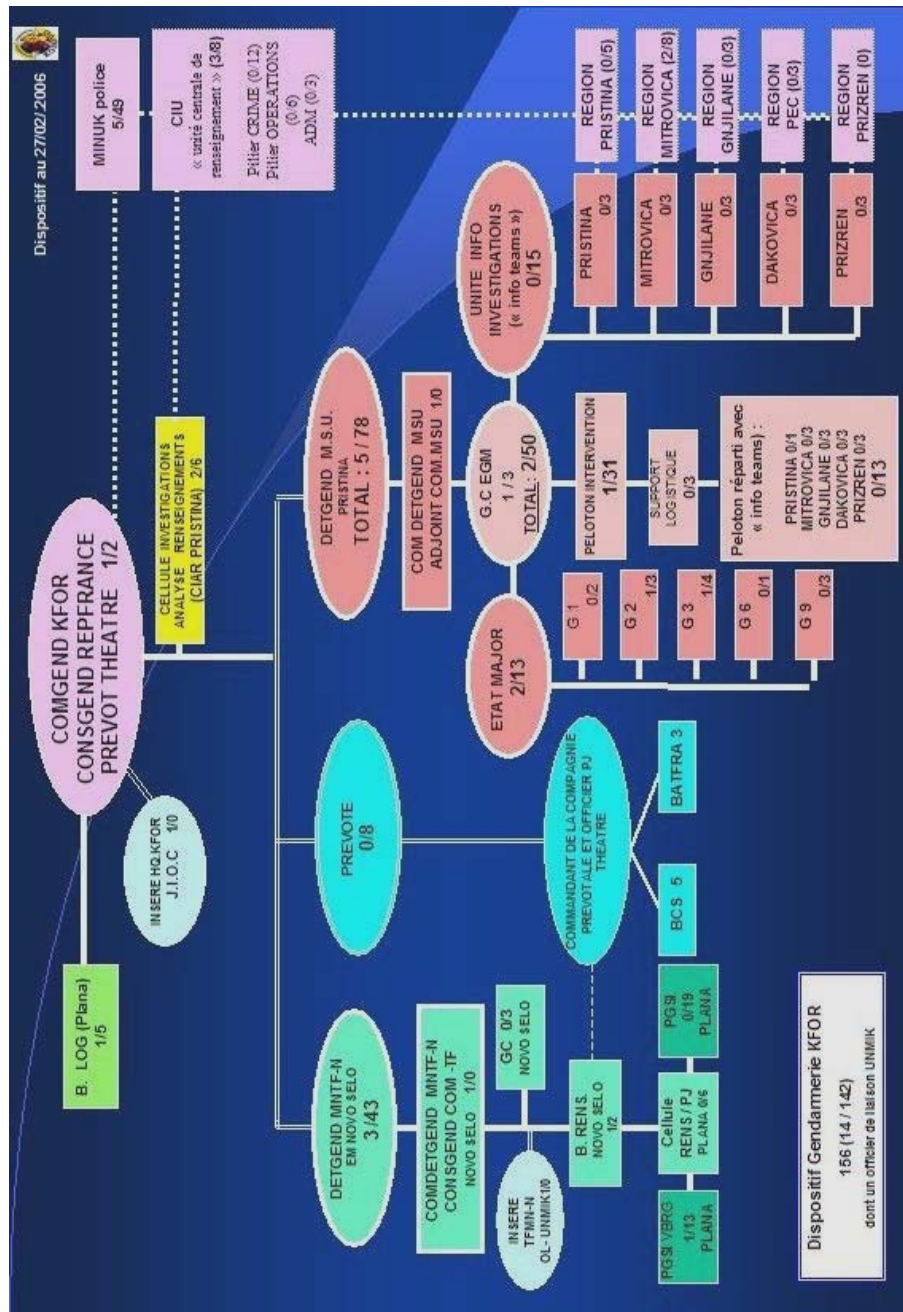 Dispositif au 27/02/2006
COMGEND KFOR
CONSGEND REPFRANCE
PREVOT THEATRE 1/2
MINUK police
5/49
B. LOG (Plana)
1/5
INSERE HQ.KFOR
J.I.O.C 1/0
CELLULE INVESTIGATIONS
ANALYSE RENSEIGNEMENTS
(CIAR PRISTINA) 2/6
CIU
« unité centrale de
renseignement » (3/8)
Pilier CRIME (0/12)
Pilier OPERATIONS
(0/6)
ADM (0/3)
DETGEND MNTF-N
EM NOVO SELO
3/43
PREVOTE
0/8
DETGEND M.S.U.
PRISTINA
TOTAL : 5 / 78
COMDETGEND MNTF-N
CONSGEND COM -TF
NOVO SELO 1/0
COM DETGEND MSU
ADJOINT COM.MSU 1/0
GC 0/3
NOVO SELO
INSERE
TFMN-N
OL- UNMIK1/0
B. RENS.
NOVO SELO
1/2
COMMANDANT DE LA COMPAGNIE
PREVOTALE ET OFFICIER PJ
THEATRE
ETAT MAJOR
2/13
G.C EGM
1 / 3
TOTAL: 2/50
UNITE INFO
INVESTIGATIONS
(« info teams »)
0/15
PGSI VBRG
1/13
PLANA
Cellule
RENS / PJ
PLANA 0/6
PGSI
0/19
PLANA
BCS 5
BATFRA 3
G 1
0/2
G 2
1/3
G 3
1/4
G 6
0/1
G 9
0/3
PELOTON INTERVENTION
1/31
SUPPORT
LOGISTIQUE
0/3
Peloton réparti avec
« info teams) :
PRISTINA 0/1
MITROVICA 0/3
GNJILANE 0/3
DAKOVICA 0/3
PRIZREN 0/3
0/13
PRISTINA
0/3
MITROVICA
0/3
GNJILANE
0/3
DAKOVICA
0/3
PRIZREN
0/3
REGION
PRISTINA (0/5)
REGION
MITROVICA (2/8)
REGION
GNJILANE (0/3)
REGION
PEC (0/3)
REGION
PRIZREN (0)
Dispositif Gendarmerie KFOR
156 (14 / 142)
dont un officier de liaison UNMIK